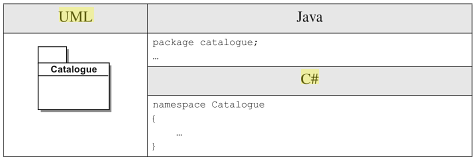 UML
Java
Catalogue
package catalogue;
…
C#
namespace Catalogue
{
…
}